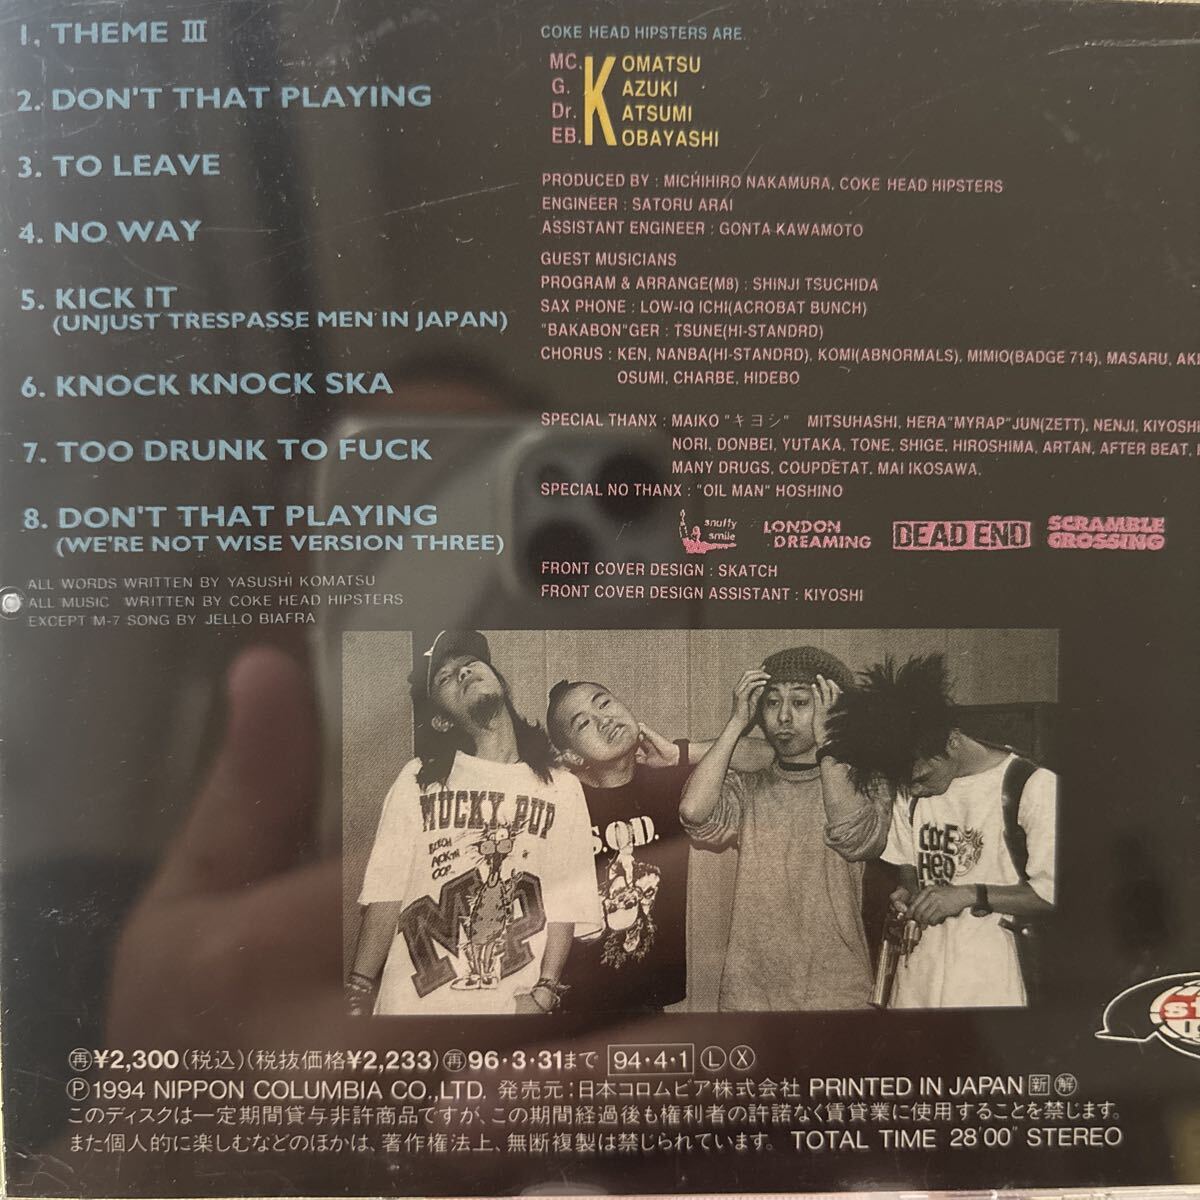 1. THEME III
2. DON'T THAT PLAYING
3. TO LEAVE
4. NO WAY
5. KICK IT
(UNJUST TRESPASSE MEN IN JAPAN)
6. KNOCK KNOCK SKA
7. TOO DRUNK TO FUCK
8. DON'T THAT PLAYING
(WE'RE NOT WISE VERSION THREE)
ALL WORDS WRITTEN BY YASUSHI KOMATSU
ALL MUSIC WRITTEN BY COKE HEAD HIPSTERS
EXCEPT M-7 SONG BY JELLO BIAFRA
COKE HEAD HIPSTERS ARE.
MC. KOMATSU
G. KAZUKI
Dr. KATSUMI
EB. KOBAYASHI
PRODUCED BY : MICHIHIRO NAKAMURA, COKE HEAD HIPSTERS
ENGINEER : SATORU ARAI
ASSISTANT ENGINEER : GONTA KAWAMOTO
GUEST MUSICIANS
PROGRAM & ARRANGE(M8) : SHINJI TSUCHIDA
SAX PHONE : LOW-IQ ICHI(ACROBAT BUNCH)
"BAKABON"GER : TSUNE(HI-STANDRD)
CHORUS : KEN, NANBA(HI-STANDRD), KOMI(ABNORMALS), MIMIO(BADGE 714), MASARU,
OSUMI, CHARBE, HIDEBO
SPECIAL THANX : MAIKO "キヨシ" MITSUHASHI, HERA"MYRAP"JUN(ZETT), NENJI, KIYOSHI
NORI, DONBEI, YUTAKA, TONE, SHIGE, HIROSHIMA, ARTAN, AFTER BEAT,
MANY DRUGS, COUPDETAT, MAI IKOSAWA.
SPECIAL NO THANX : "OIL MAN" HOSHINO
snuffy smile
LONDON DREAMING
DEAD END
SCRAMBLE CROSSING
FRONT COVER DESIGN : SKATCH
FRONT COVER DESIGN ASSISTANT : KIYOSHI
MUCKY PUP
MP
S.O.D.
COKE HEAD
再¥2,300(税込)(税抜価格¥2,233)再96・3・31まで 94・4・1 Ⓛ Ⓧ
Ⓟ1994 NIPPON COLUMBIA CO.,LTD. 発売元:日本コロムビア株式会社 PRINTED IN JAPAN 新 解
このディスクは一定期間貸与非許商品ですが、この期間経過後も権利者の許諾なく賃貸業に使用することを禁じます。
また個人的に楽しむなどのほかは、著作権法上、無断複製は禁じられています。 TOTAL TIME 28'00" STEREO